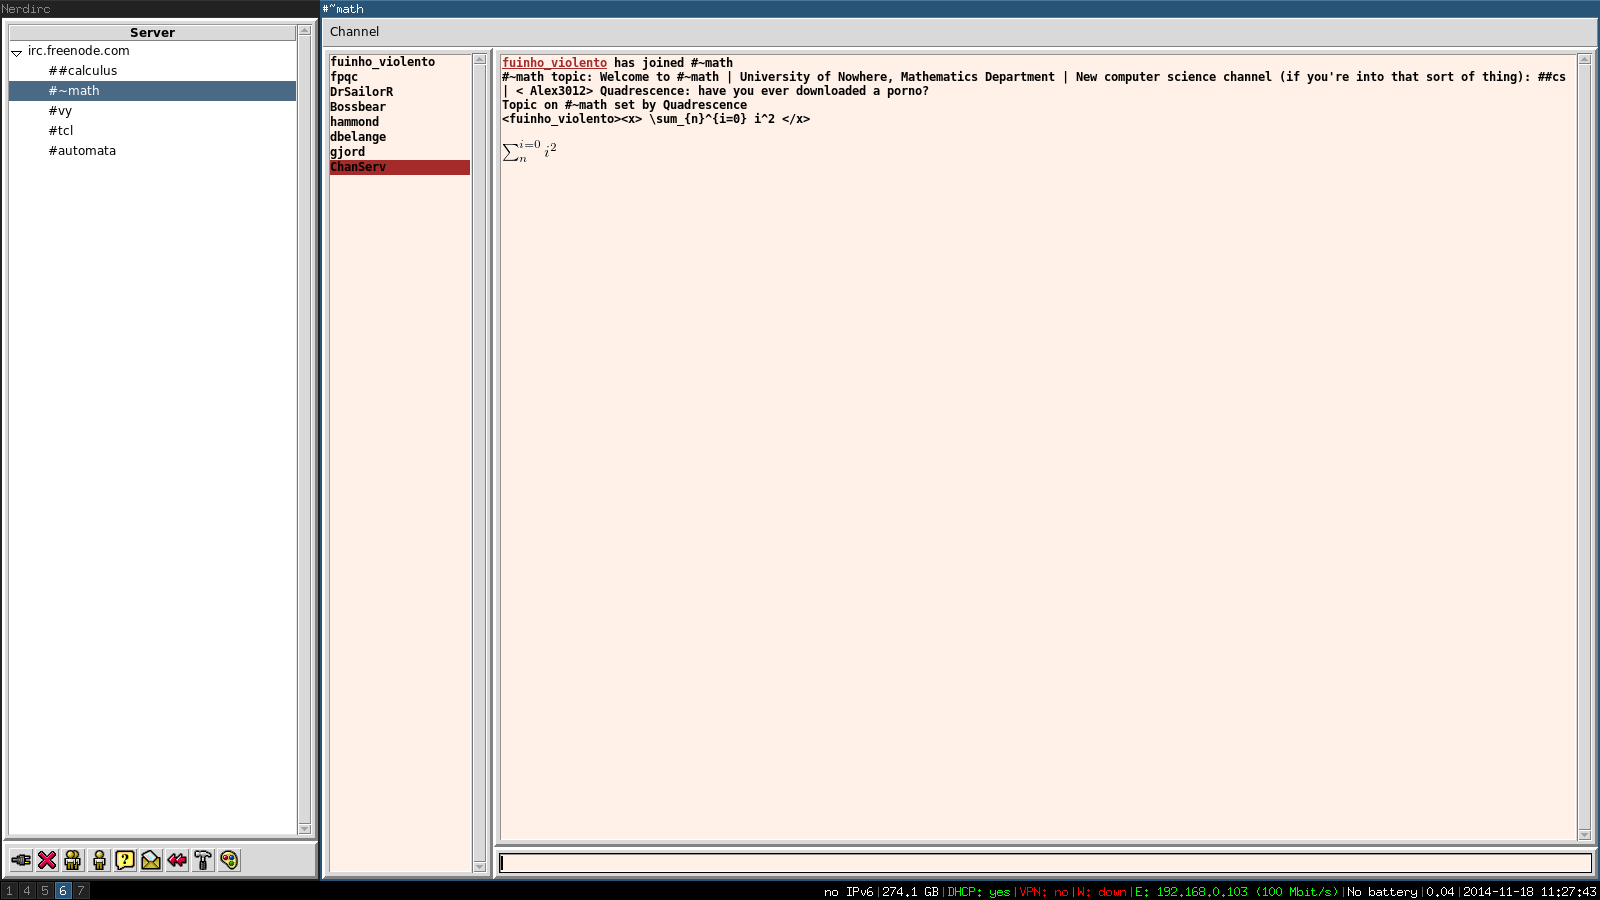 Nerdirc
#~math
Server
irc.freenode.com
##calculus
#~math
#vy
#tcl
#automata
Channel
fuinho_violento
fpqc
DrSailorR
Bossbear
hammond
dbelange
gjord
ChanServ
fuinho_violento has joined #~math
#~math topic: Welcome to #~math | University of Nowhere, Mathematics Department | New computer science channel (if you're into that sort of thing): ##cs
| < Alex3012> Quadrescence: have you ever downloaded a porno?
Topic on #~math set by Quadrescence
<fuinho_violento><x> \sum_{n}^{i=0} i^2 </x>
∑_n^{i=0} i^2
1 4 5 6 7
no IPv6|274.1 GB|DHCP: yes|VPN: no|W: down|E: 192.168.0.103 (100 Mbit/s)|No battery|0.04|2014-11-18 11:27:43